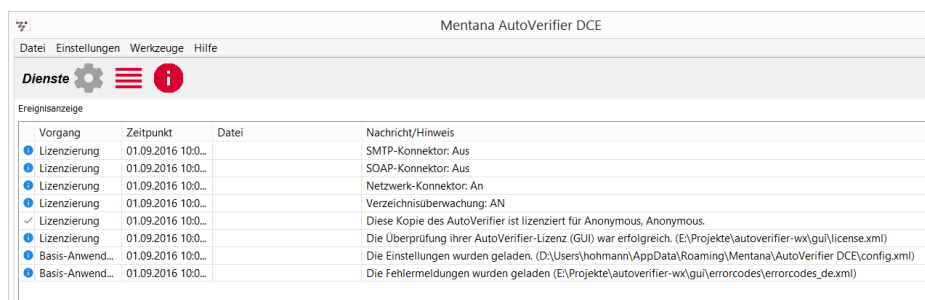 Mentana AutoVerifier DCE
Datei Einstellungen Werkzeuge Hilfe
Dienste
Ereignisanzeige
Vorgang Zeitpunkt Datei Nachricht/Hinweis
Lizenzierung 01.09.2016 10:0... SMTP-Konnektor: Aus
Lizenzierung 01.09.2016 10:0... SOAP-Konnektor: Aus
Lizenzierung 01.09.2016 10:0... Netzwerk-Konnektor: An
Lizenzierung 01.09.2016 10:0... Verzeichnisüberwachung: AN
Lizenzierung 01.09.2016 10:0... Diese Kopie des AutoVerifier ist lizenziert für Anonymous, Anonymous.
Lizenzierung 01.09.2016 10:0... Die Überprüfung ihrer AutoVerifier-Lizenz (GUI) war erfolgreich. (E:\Projekte\autoverifier-wx\gui\license.xml)
Basis-Anwend... 01.09.2016 10:0... Die Einstellungen wurden geladen. (D:\Users\hohmann\AppData\Roaming\Mentana\AutoVerifier DCE\config.xml)
Basis-Anwend... 01.09.2016 10:0... Die Fehlermeldungen wurden geladen (E:\Projekte\autoverifier-wx\gui\errorcodes\errorcodes_de.xml)